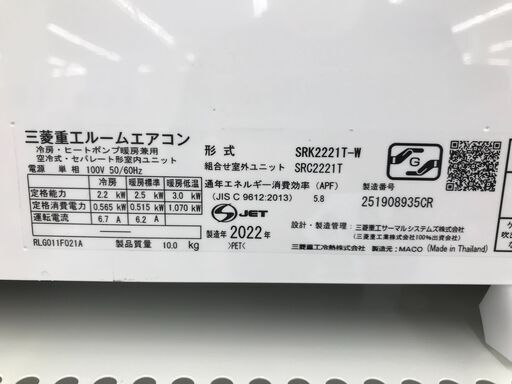 三菱重工ルームエアコン
冷房・ヒートポンプ暖房兼用
空冷式・セパレート形室内ユニット
電源 単相 100V 50/60Hz
冷房 暖房標準 暖房低温
定格能力 2.2 kW 2.5 kW 3.0 kW
定格消費電力 0.565 kW 0.515 kW 1.070 kW
運転電流 6.7 A 6.2 A
RLG011F021A 製品質量 10.0 kg
形式 SRK2221T-W
組合せ室外ユニット SRC2221T
通年エネルギー消費効率 (APF)
(JIS C 9612:2013) 5.8
S JET
製造年 2022年
>PET<
G
製造番号
251908935CR
設計・製造管理:三菱重工サーマルシステムズ株式会社
(三菱重工業株式会社100%出資会社)
三菱重工冷熱株式会社 製造元:MACO (Made in Thailand)